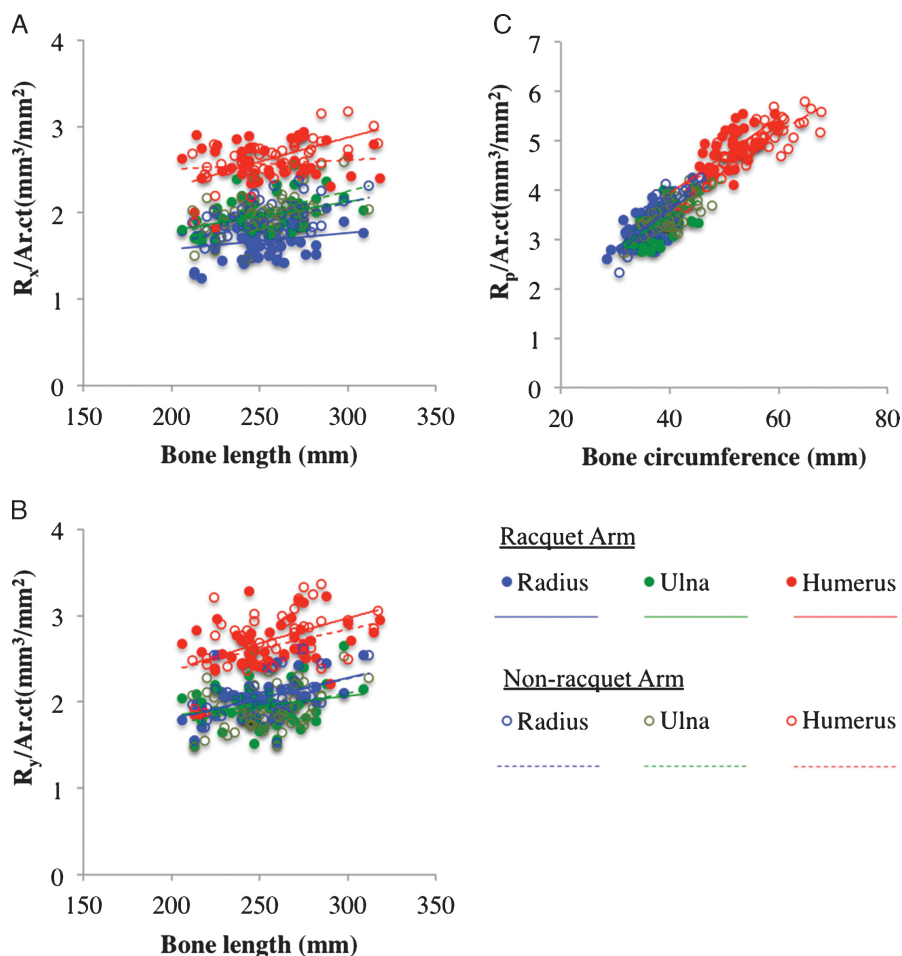 A
4
3
2
1
0
150
200
250
300
350
Rx/Ar.ct(mm³/mm²)
Bone length (mm)
C
7
6
5
4
3
2
1
0
20
40
60
80
Rp/Ar.ct(mm³/mm²)
Bone circumference (mm)
B
4
3
2
1
0
150
200
250
300
350
Ry/Ar.ct(mm³/mm²)
Bone length (mm)
Racquet Arm
Radius
Ulna
Humerus
Non-racquet Arm
Radius
Ulna
Humerus